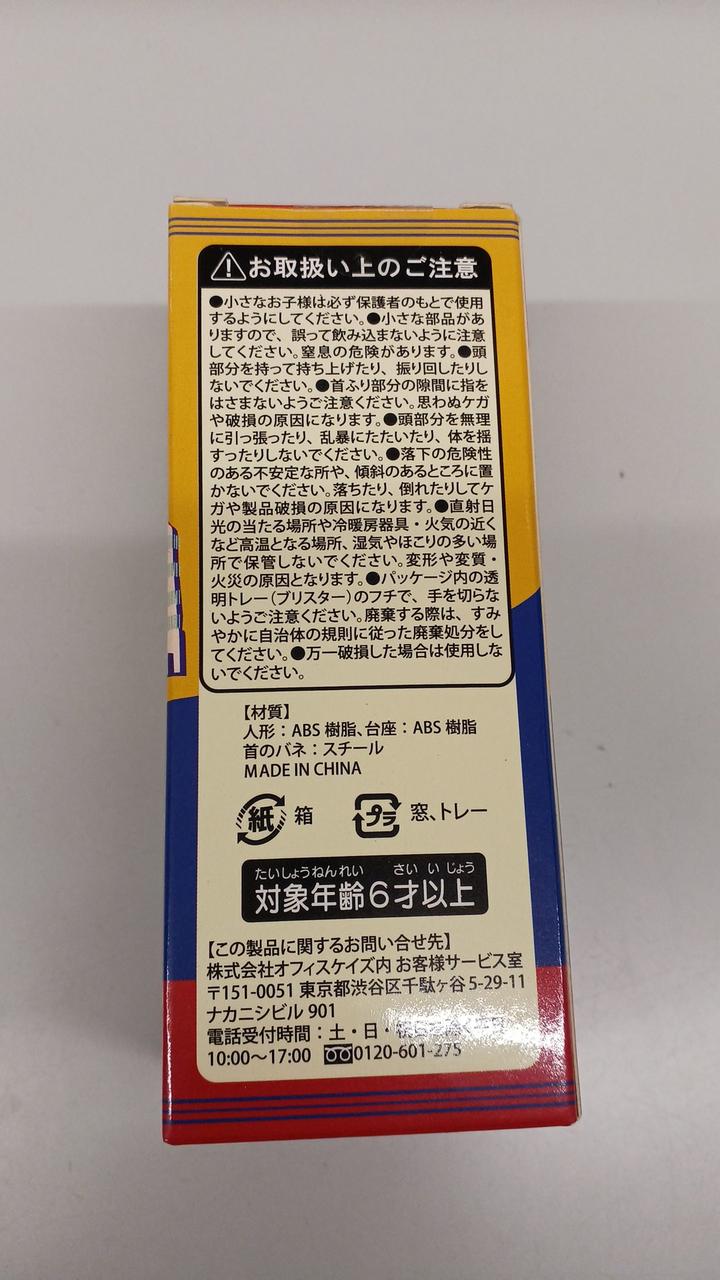 お取扱い上のご注意
●小さなお子様は必ず保護者のもとで使用
するようにしてください。●小さな部品があ
りますので、誤って飲み込まないように注意
してください。窒息の危険があります。●頭
部分を持って持ち上げたり、振り回したりし
ないでください。●首ふり部分の隙間に指を
はさまないようご注意ください。思わぬケガ
や破損の原因になります。●頭部分を無理
に引っ張ったり、乱暴にたたいたり、体を揺
すったりしないでください。●落下の危険性
のある不安定な所や、傾斜のあるところに置
かないでください。落ちたり、倒れたりしてケ
ガや製品破損の原因になります。●直射日
光の当たる場所や冷暖房器具・火気の近く
など高温となる場所、湿気やほこりの多い場
所で保管しないでください。変形や変質・
火災の原因となります。●パッケージ内の透
明トレー(ブリスター)のフチで、手を切らな
いようご注意ください。廃棄する際は、すみ
やかに自治体の規則に従った廃棄処分をし
てください。●万一破損した場合は使用しな
いでください。
【材質】
人形：ABS 樹脂、台座：ABS 樹脂
首のバネ：スチール
MADE IN CHINA
紙 箱 プラ 窓、トレー
たいしょうねんれい さい いじょう
対象年齢6才以上
【この製品に関するお問い合せ先】
株式会社オフィスケイズ内 お客様サービス室
〒151-0051 東京都渋谷区千駄ヶ谷 5-29-11
ナカニシビル 901
電話受付時間：土・日・祝日を除く平日
10:00～17:00 0120-601-275